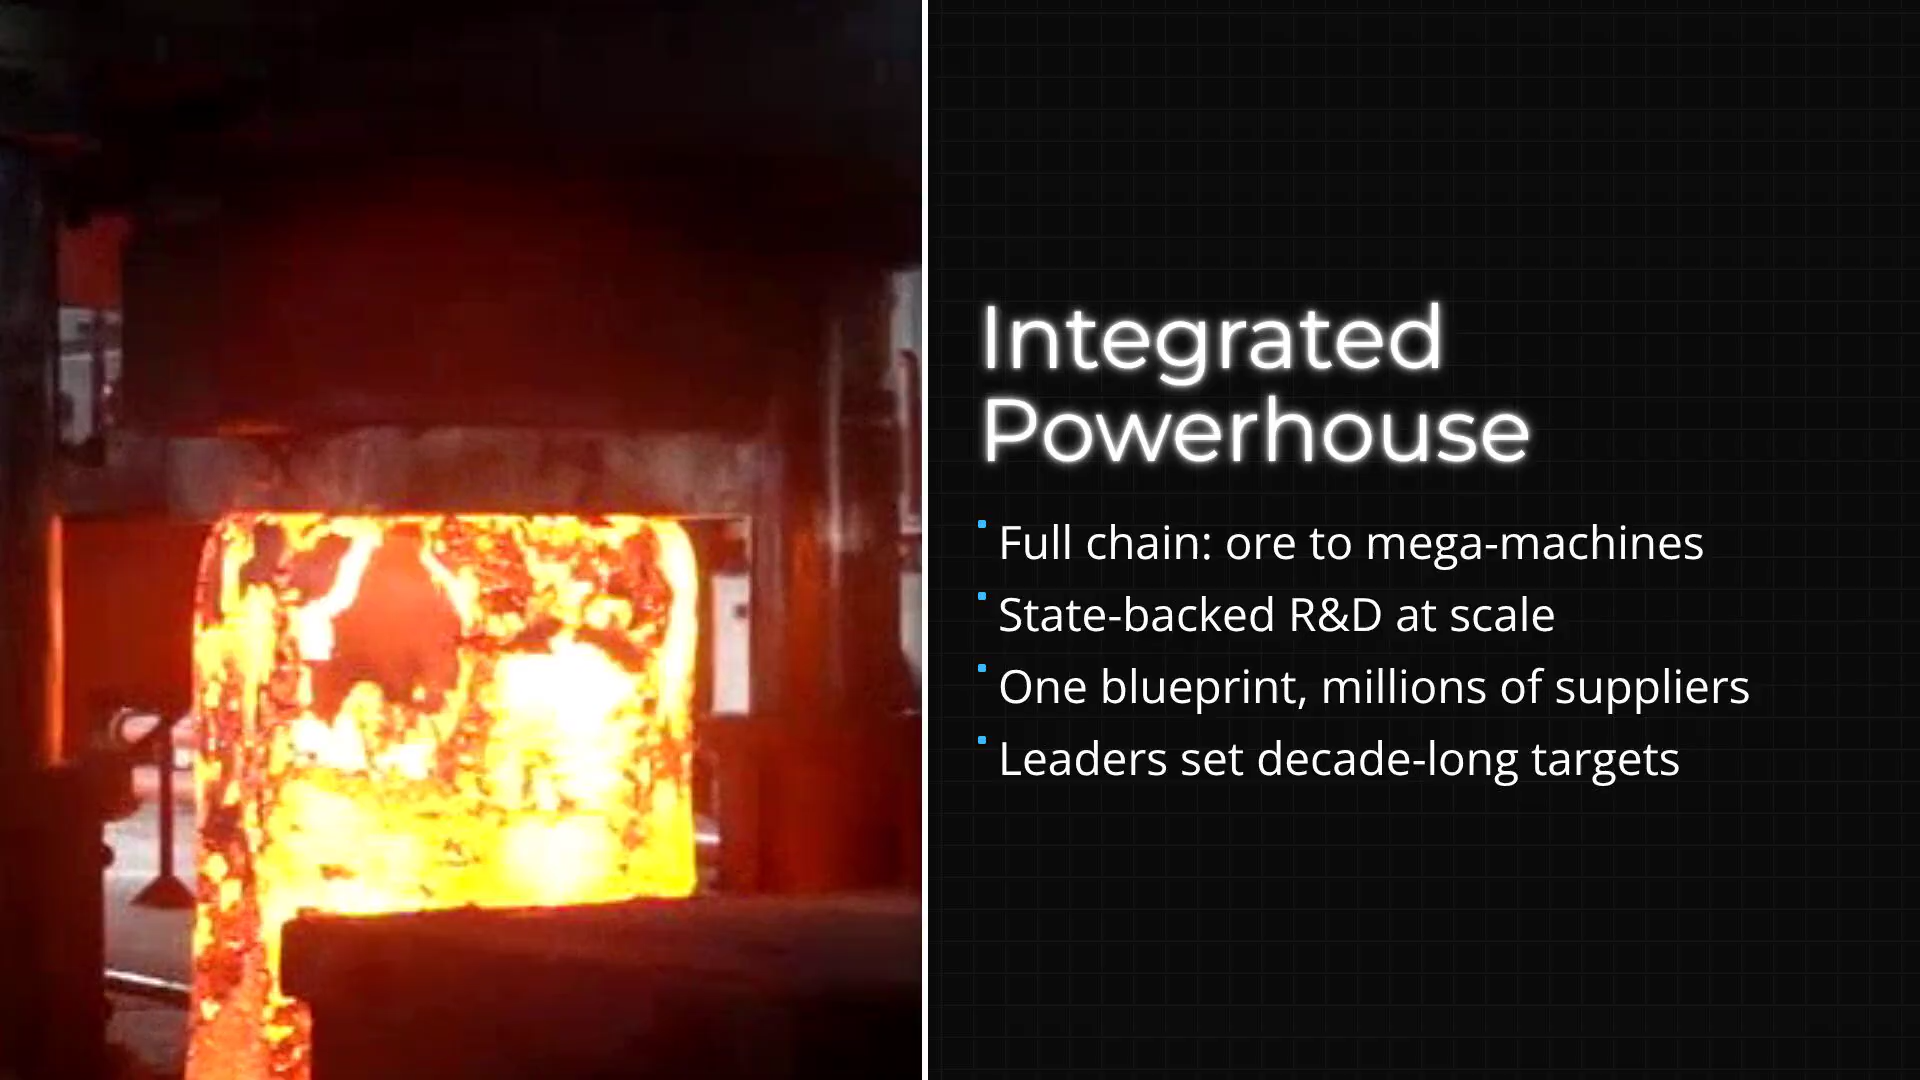 Integrated
Powerhouse
Full chain: ore to mega-machines
State-backed R&D at scale
One blueprint, millions of suppliers
Leaders set decade-long targets